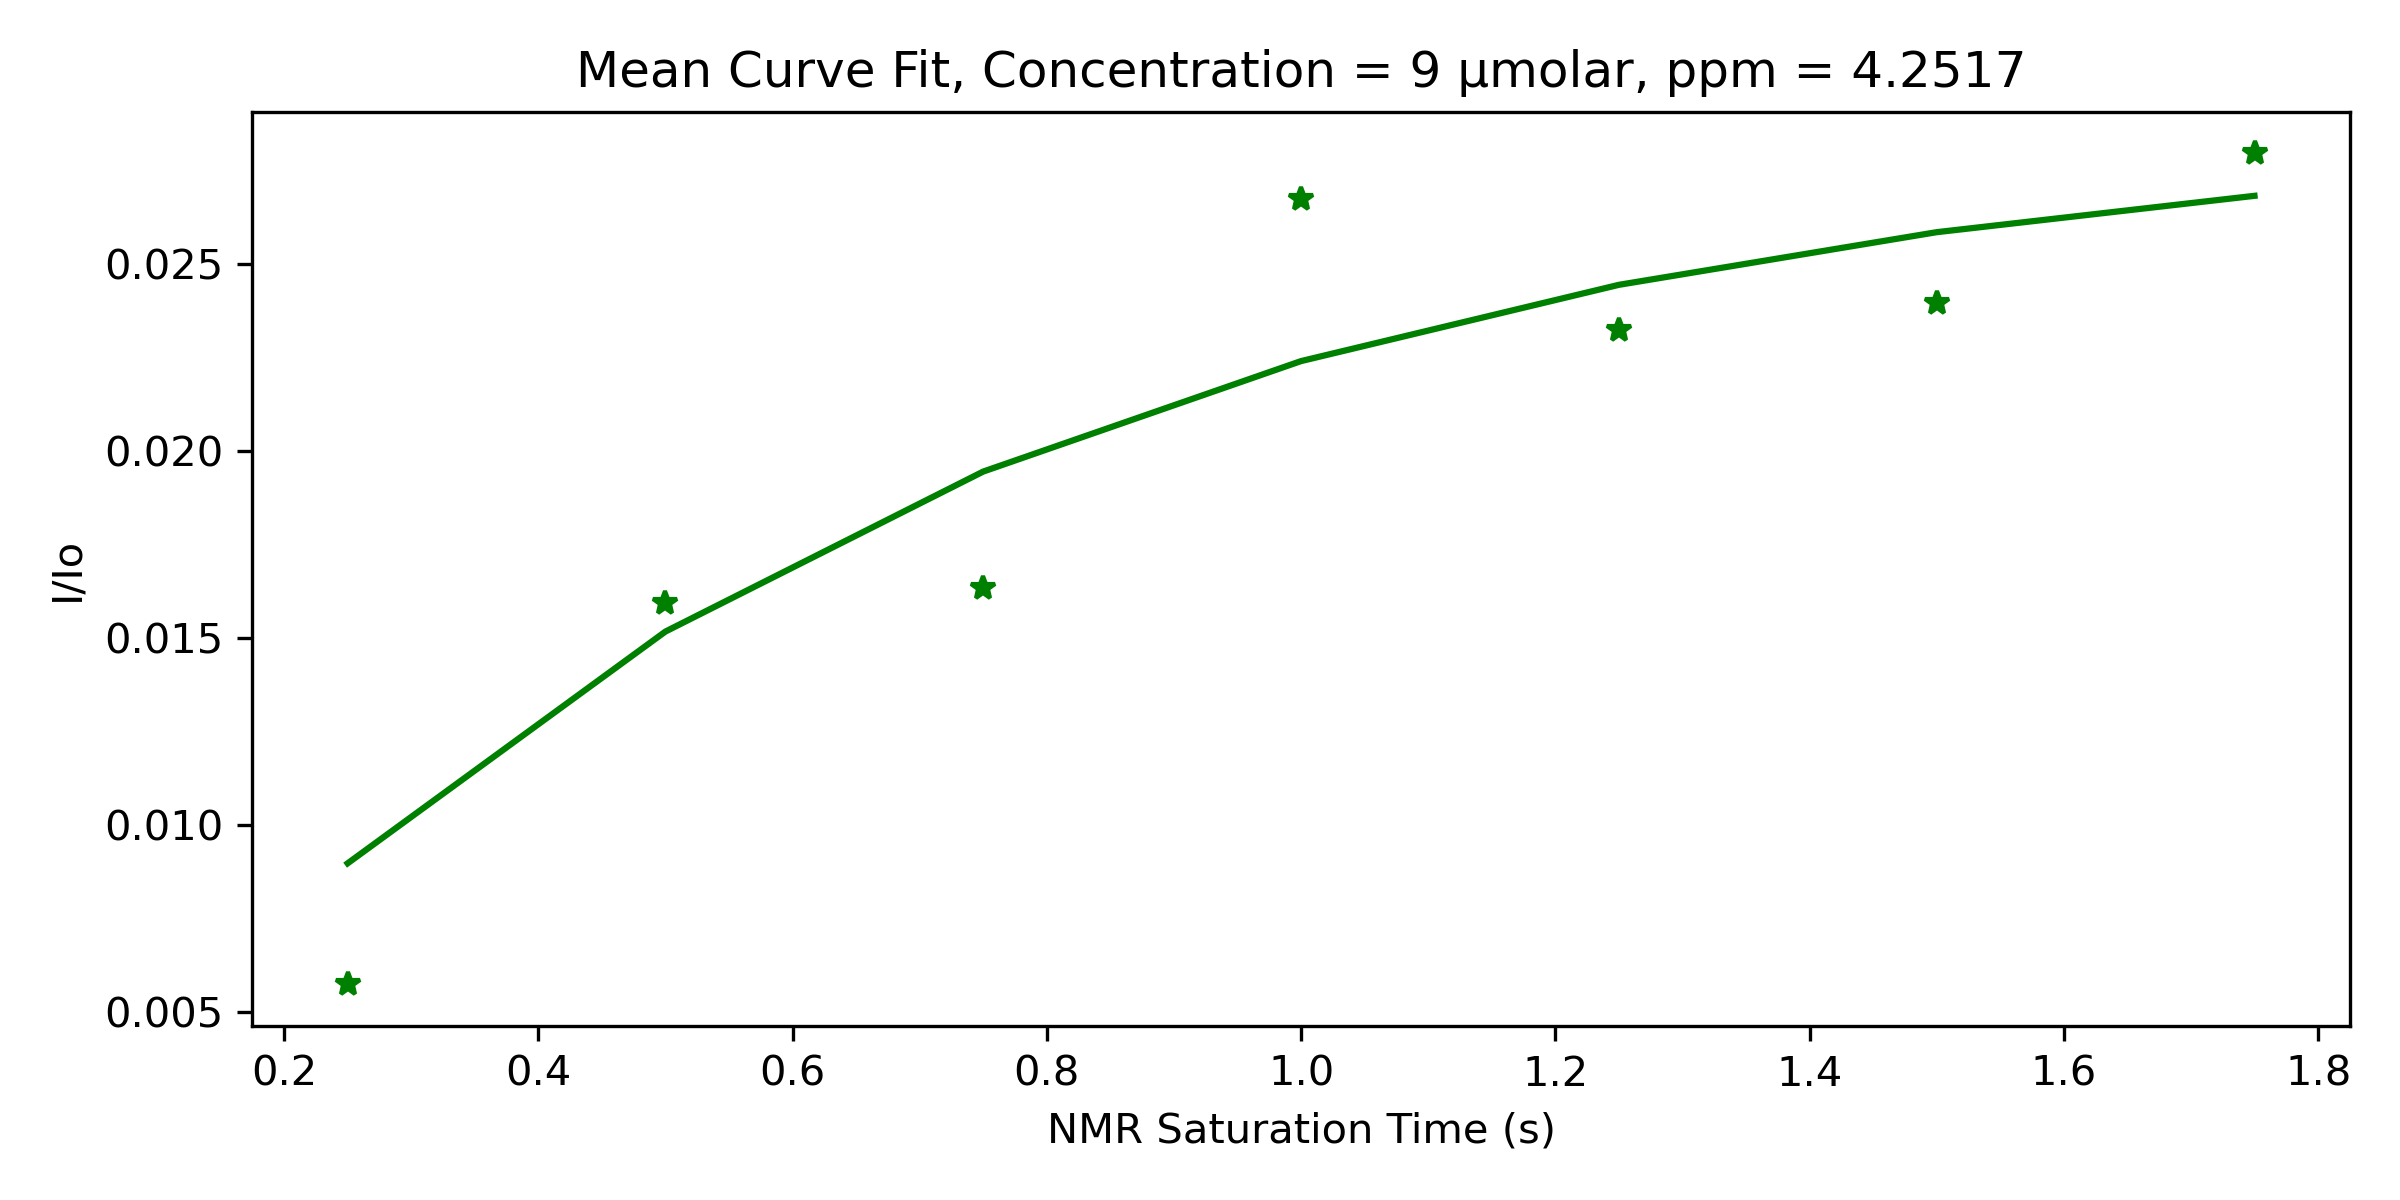 Mean Curve Fit, Concentration = 9 µmolar, ppm = 4.2517
I/Io
0.025
0.020
0.015
0.010
0.005
0.2 0.4 0.6 0.8 1.0 1.2 1.4 1.6 1.8
NMR Saturation Time (s)